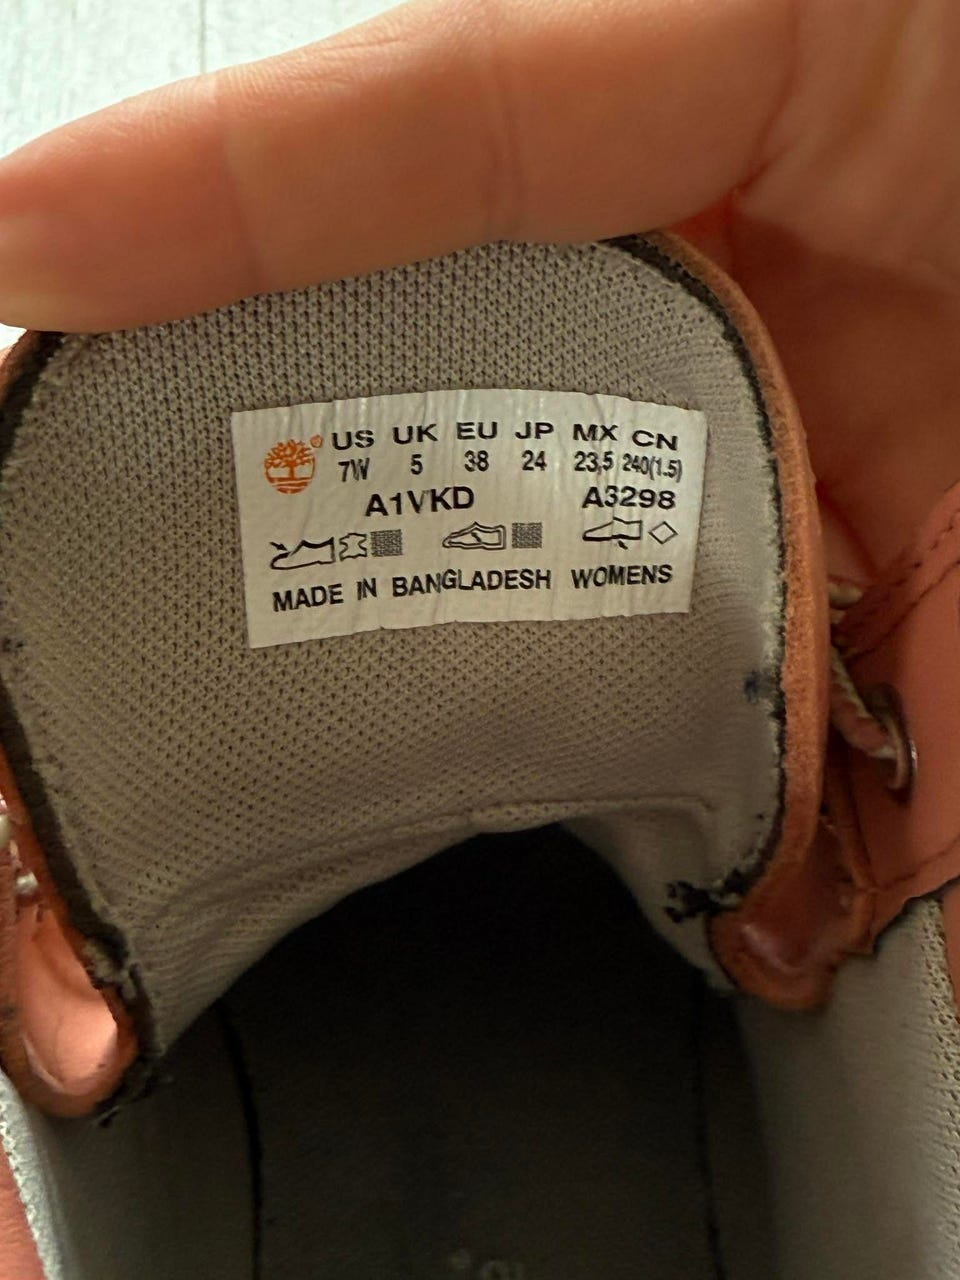 ® US UK EU JP MX CN
7W 5 38 24 23,5 240(1.5)
A1VKD A3298
MADE IN BANGLADESH WOMENS